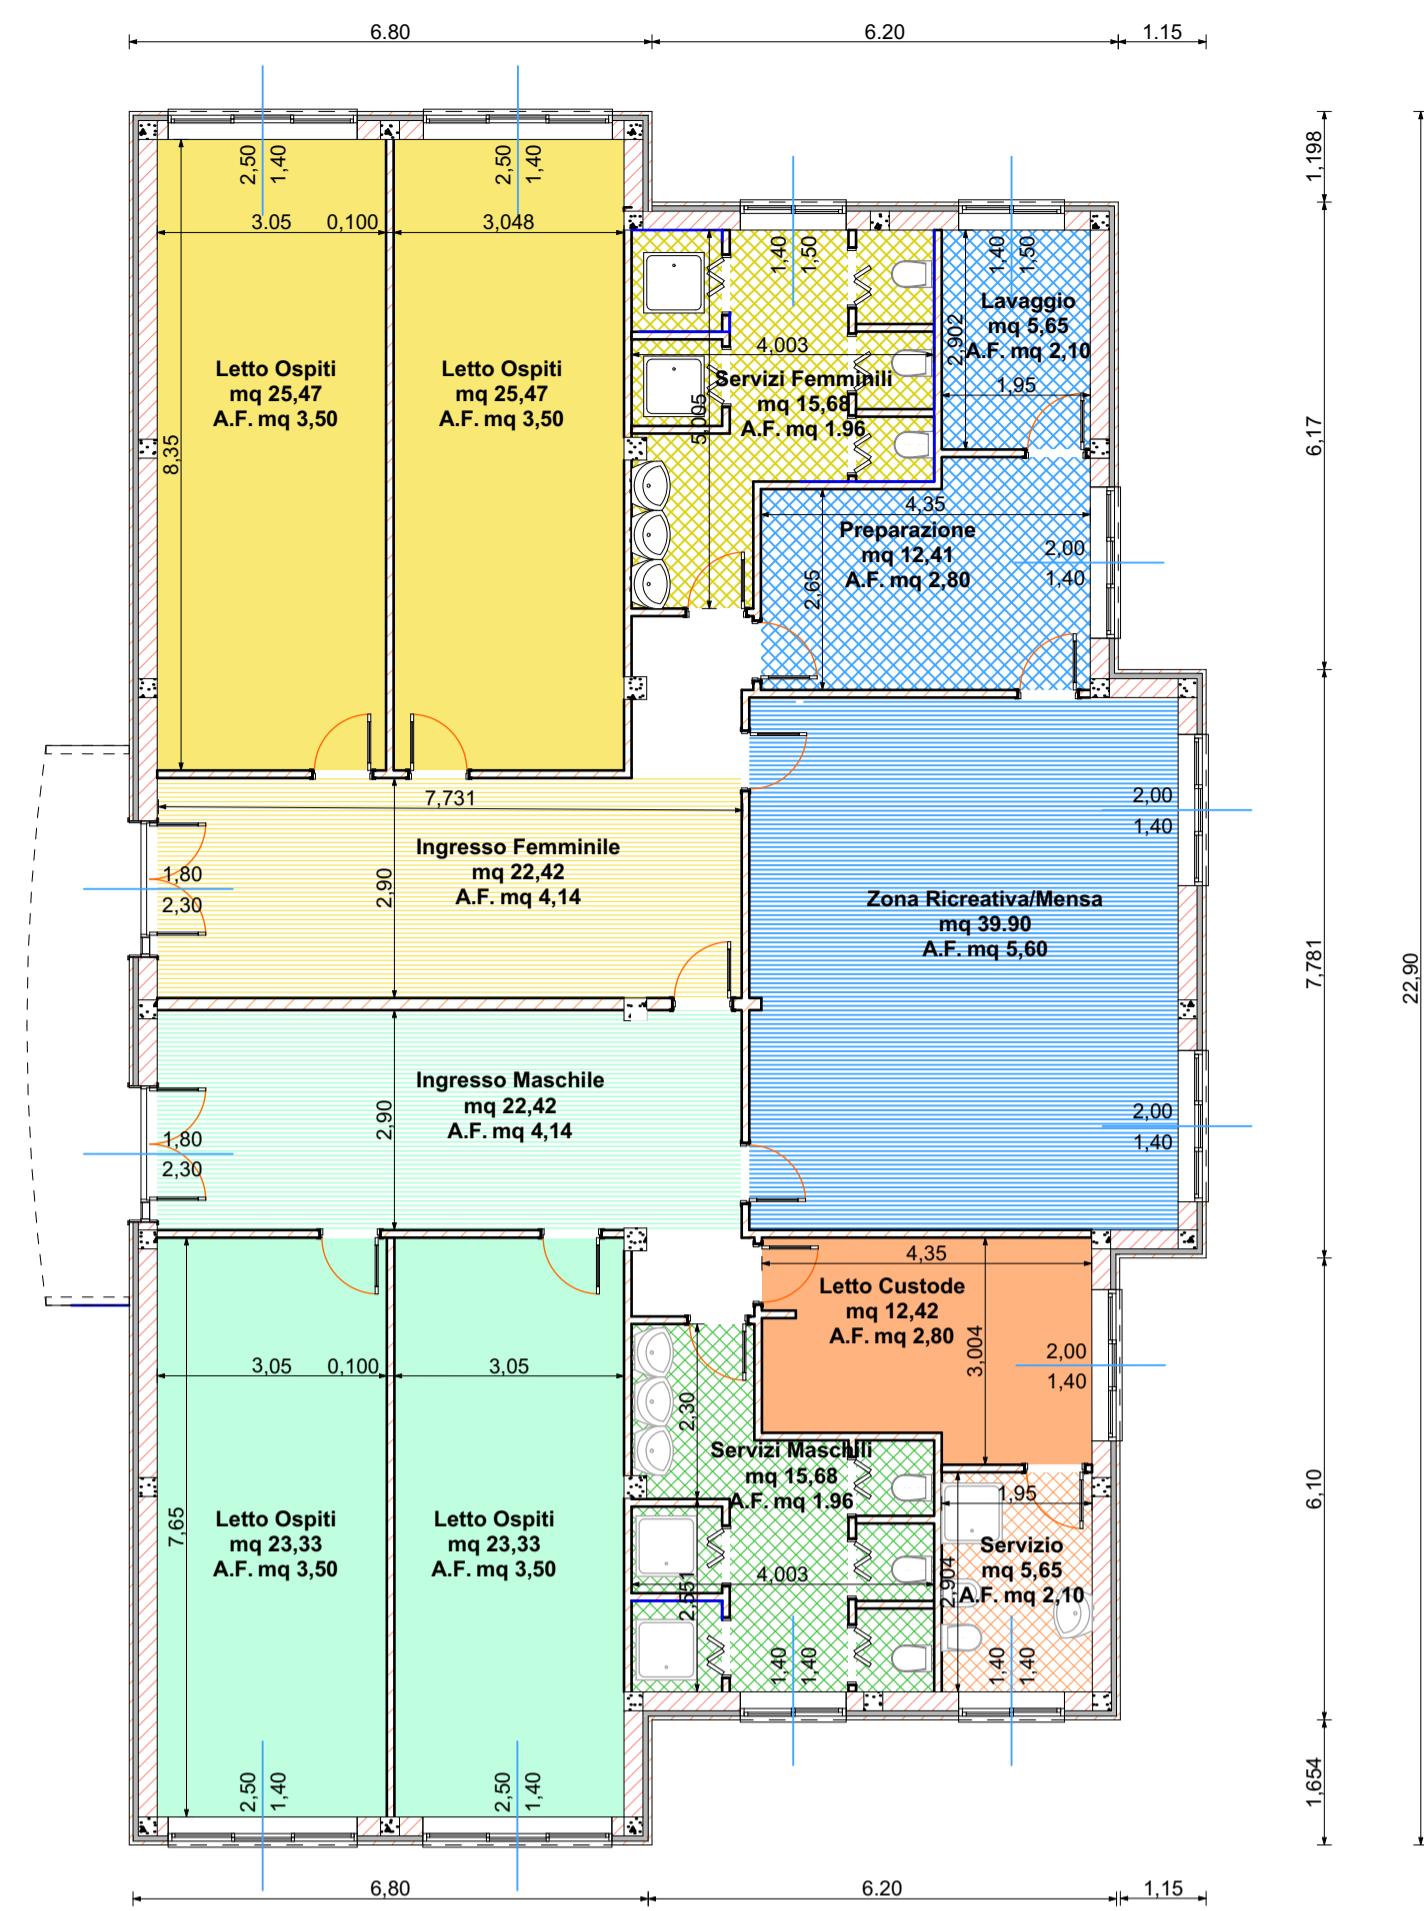 6.80
6.20
1.15
1,198
2,50
1,40
2,50
1,40
3.05
0,100
3,048
1,40
1,50
1,40
1,50
Lavaggio
mq 5,65
A.F. mq 2,10
2,902
1,95
4,003
Letto Ospiti
mq 25,47
A.F. mq 3,50
Letto Ospiti
mq 25,47
A.F. mq 3,50
Servizi Femminili
mq 15,68
A.F. mq 1.96
5,005
8,35
6,17
4,35
Preparazione
mq 12,41
A.F. mq 2,80
2,65
2,00
1,40
7,731
2,00
1,40
Ingresso Femminile
mq 22,42
A.F. mq 4,14
2,90
1,80
2,30
Zona Ricreativa/Mensa
mq 39.90
A.F. mq 5,60
7,781
22,90
Ingresso Maschile
mq 22,42
A.F. mq 4,14
2,90
1,80
2,30
2,00
1,40
4,35
Letto Custode
mq 12,42
A.F. mq 2,80
3,004
2,00
1,40
3,05
0,100
3,05
2,30
Servizi Maschili
mq 15,68
A.F. mq 1.96
1,95
6,10
7,65
Letto Ospiti
mq 23,33
A.F. mq 3,50
Letto Ospiti
mq 23,33
A.F. mq 3,50
Servizio
mq 5,65
A.F. mq 2,10
2,904
4,003
2,551
1,40
1,40
1,40
1,40
2,50
1,40
2,50
1,40
1,654
6,80
6.20
1,15